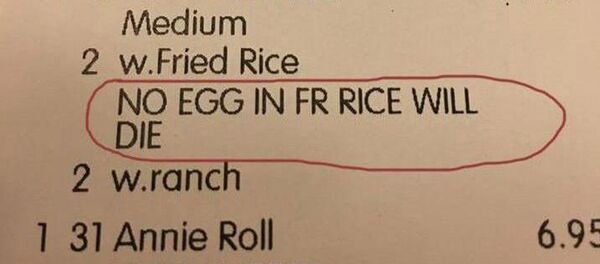 Medium
2 w.Fried Rice
NO EGG IN FR RICE WILL
DIE
2 w.ranch
1 31 Annie Roll 6.95